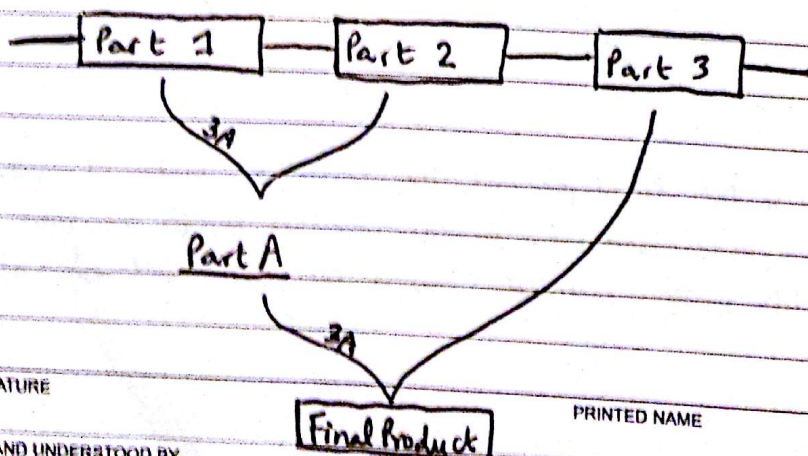 Part 1 Part 2 Part 3
3A
Part A
3A
ATURE
PRINTED NAME
Final Product
AND UNDERSTOOD BY